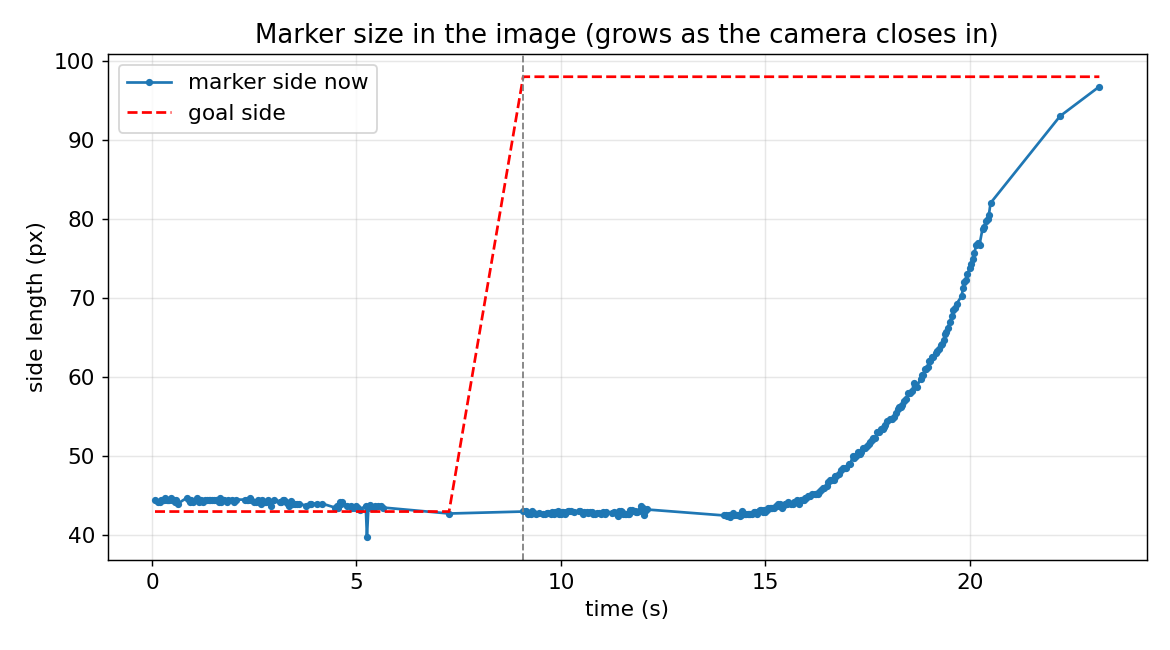 Marker size in the image (grows as the camera closes in)
marker side now
goal side
side length (px)
100
90
80
70
60
50
40
0
5
10
15
20
time (s)